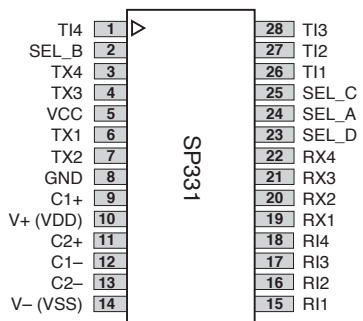 TI4 1 28 TI3
SEL_B 2 27 TI2
TX4 3 26 TI1
TX3 4 25 SEL_C
VCC 5 24 SEL_A
TX1 6 23 SEL_D
TX2 7 22 RX4
GND 8 21 RX3
C1+ 9 20 RX2
V+ (VDD) 10 19 RX1
C2+ 11 18 RI4
C1– 12 17 RI3
C2– 13 16 RI2
V– (VSS) 14 15 RI1
SP331